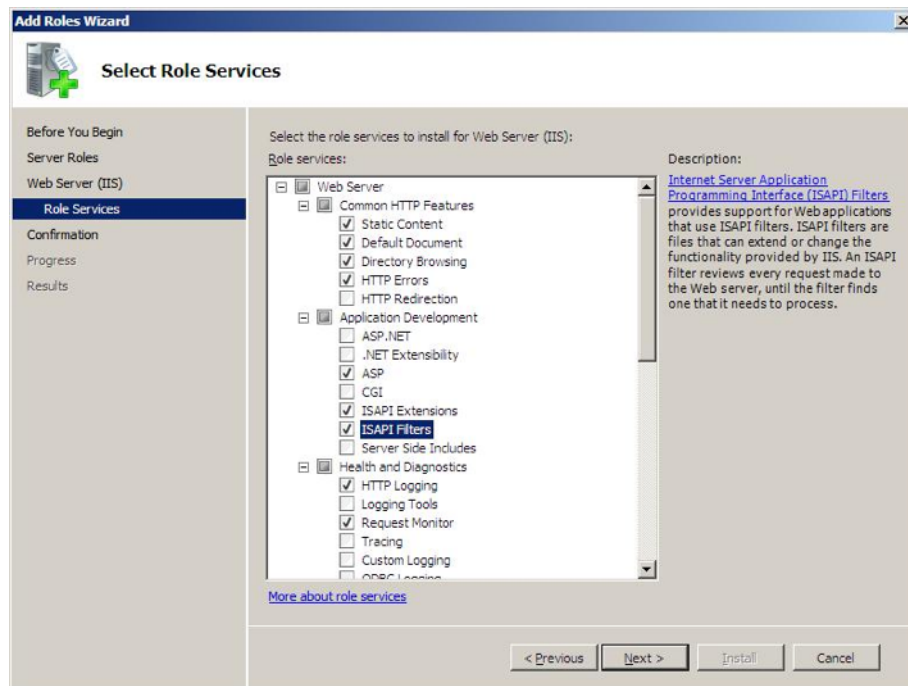 Add Roles Wizard
Select Role Services
Before You Begin
Server Roles
Web Server (IIS)
Role Services
Confirmation
Progress
Results
Select the role services to install for Web Server (IIS):
Role services:
Web Server
Common HTTP Features
Static Content
Default Document
Directory Browsing
HTTP Errors
HTTP Redirection
Application Development
ASP.NET
.NET Extensibility
ASP
CGI
ISAPI Extensions
ISAPI Filters
Server Side Includes
Health and Diagnostics
HTTP Logging
Logging Tools
Request Monitor
Tracing
Custom Logging
ODBC Logging
More about role services
Description:
Internet Server Application
Programming Interface (ISAPI) Filters
provides support for Web applications
that use ISAPI filters. ISAPI filters are
files that can extend or change the
functionality provided by IIS. An ISAPI
filter reviews every request made to
the Web server, until the filter finds
one that it needs to process.
< Previous
Next >
Install
Cancel